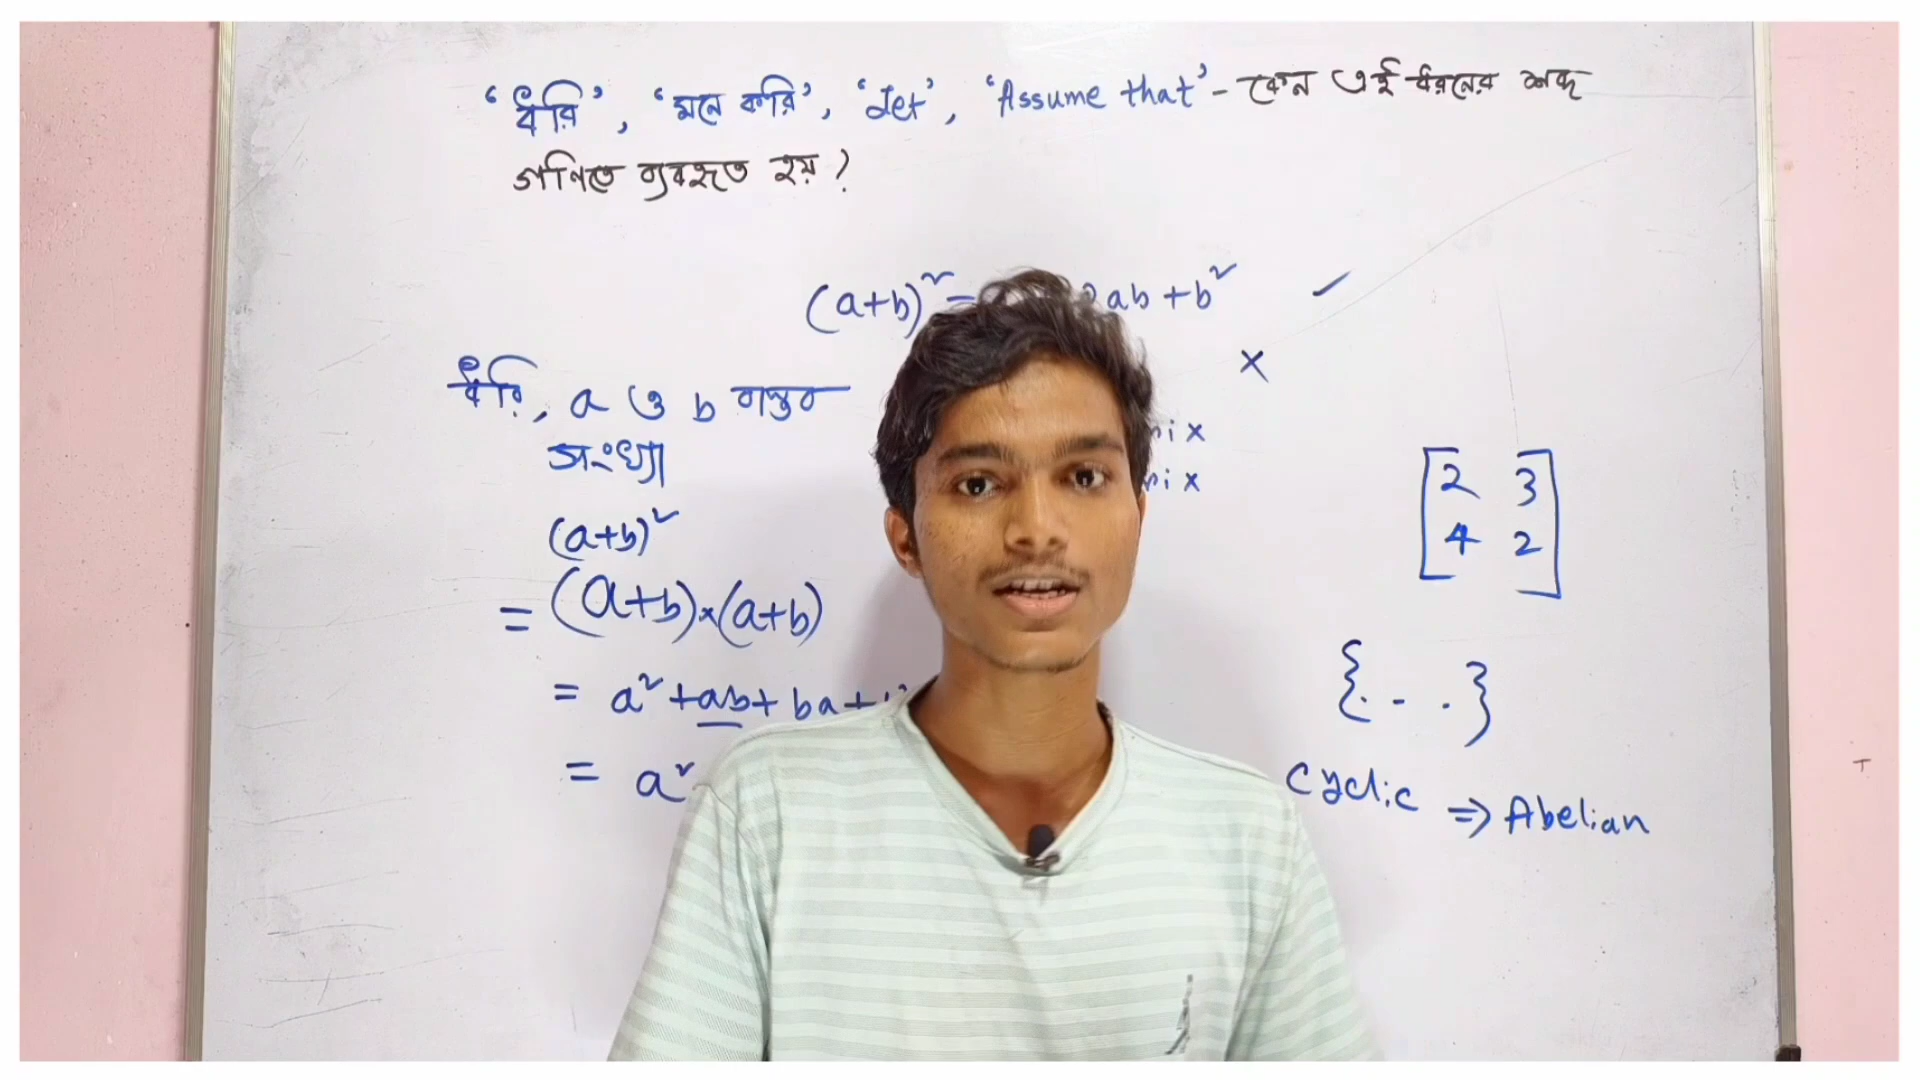 ‘ধরি’, ‘মনে করি’, ‘Let’, ‘Assume that’ - কেন এই ধরনের শব্দ
গণিতে ব্যবহৃত হয় ?
(a+b)² = 2ab + b² ✓
×
ধরি, a ও b বাস্তব
সংখ্যা
(a+b)²
= (a+b)×(a+b)
= a² + ab + ba +
= a²
×
×
2 3
4 2
{. - .}
Cyclic ⇒ Abelian